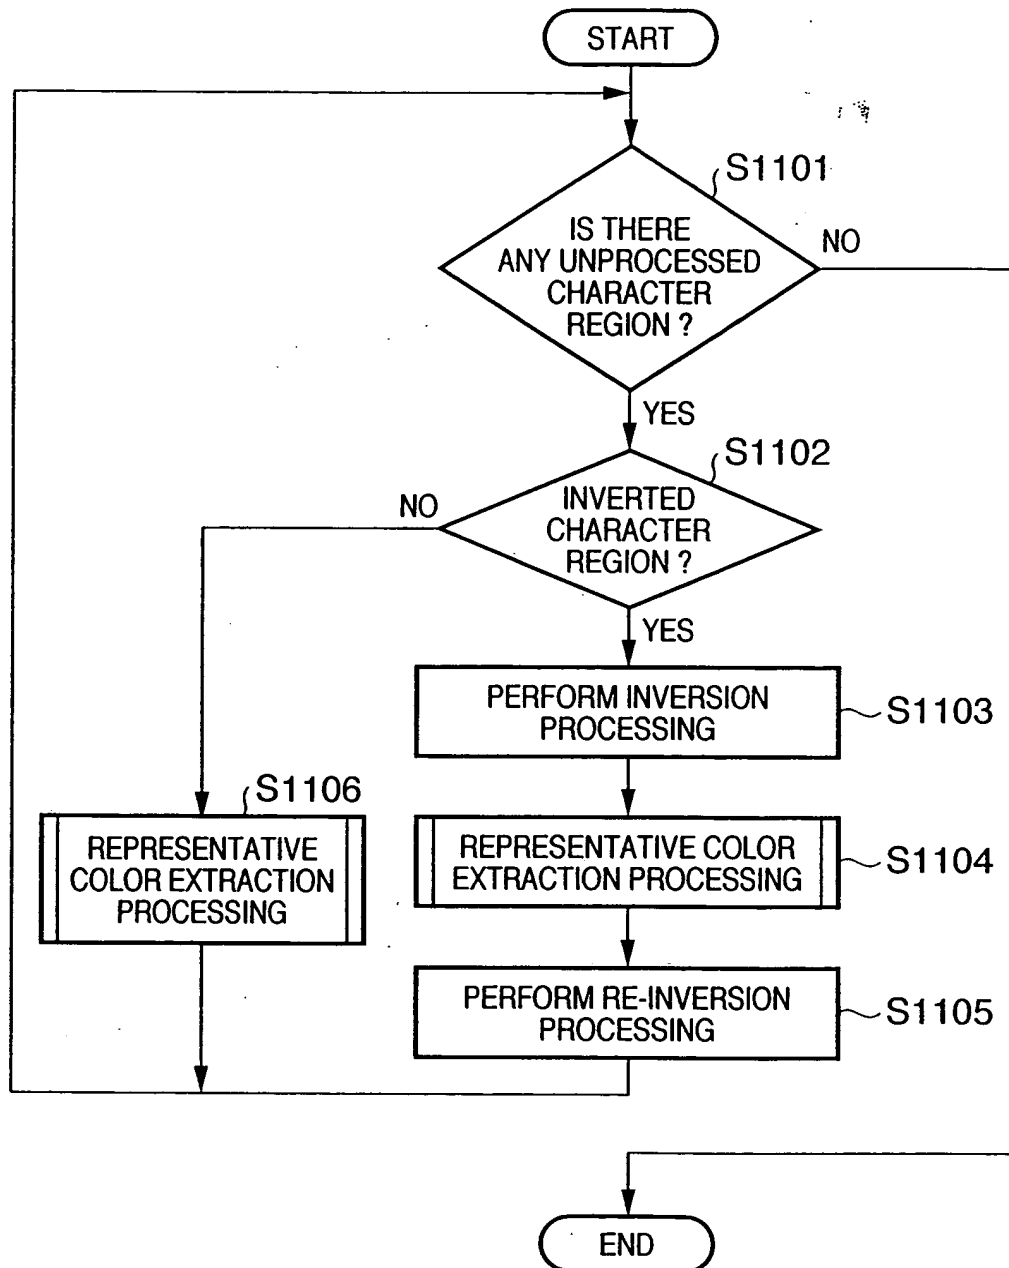 START
S1101
IS THERE
ANY UNPROCESSED
CHARACTER
REGION ?
NO
YES
S1102
INVERTED
CHARACTER
REGION ?
NO
YES
PERFORM INVERSION
PROCESSING
S1103
S1106
REPRESENTATIVE
COLOR EXTRACTION
PROCESSING
REPRESENTATIVE COLOR
EXTRACTION PROCESSING
S1104
PERFORM RE-INVERSION
PROCESSING
S1105
END